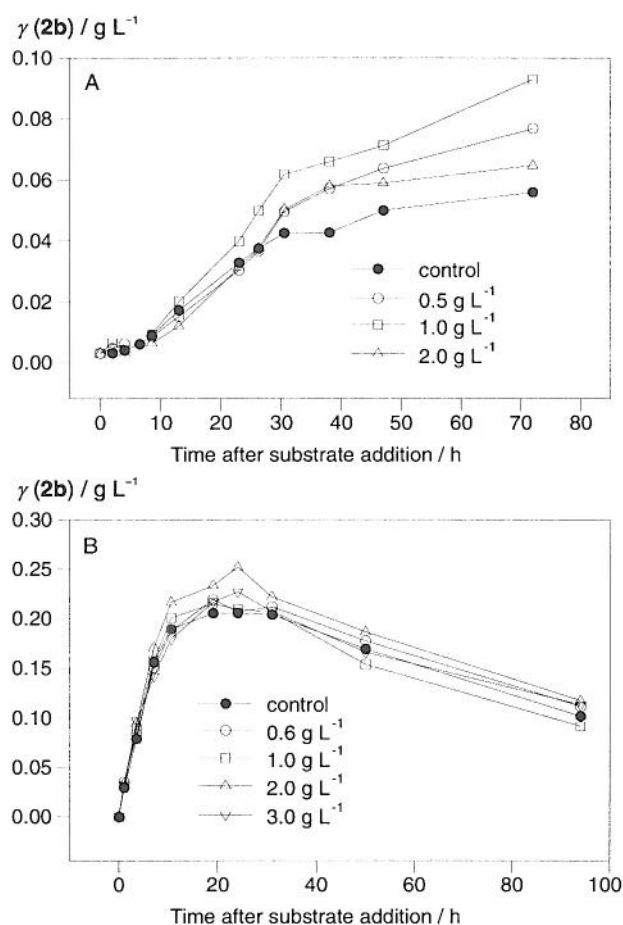 γ (2b) / g L⁻¹
0.10
A
0.08
0.06
0.04
control
0.5 g L⁻¹
0.02
1.0 g L⁻¹
2.0 g L⁻¹
0.00
0 10 20 30 40 50 60 70 80
Time after substrate addition / h
γ (2b) / g L⁻¹
0.30
B
0.25
0.20
0.15
control
0.6 g L⁻¹
0.10
1.0 g L⁻¹
0.05
2.0 g L⁻¹
3.0 g L⁻¹
0.00
0 20 40 60 80 100
Time after substrate addition / h